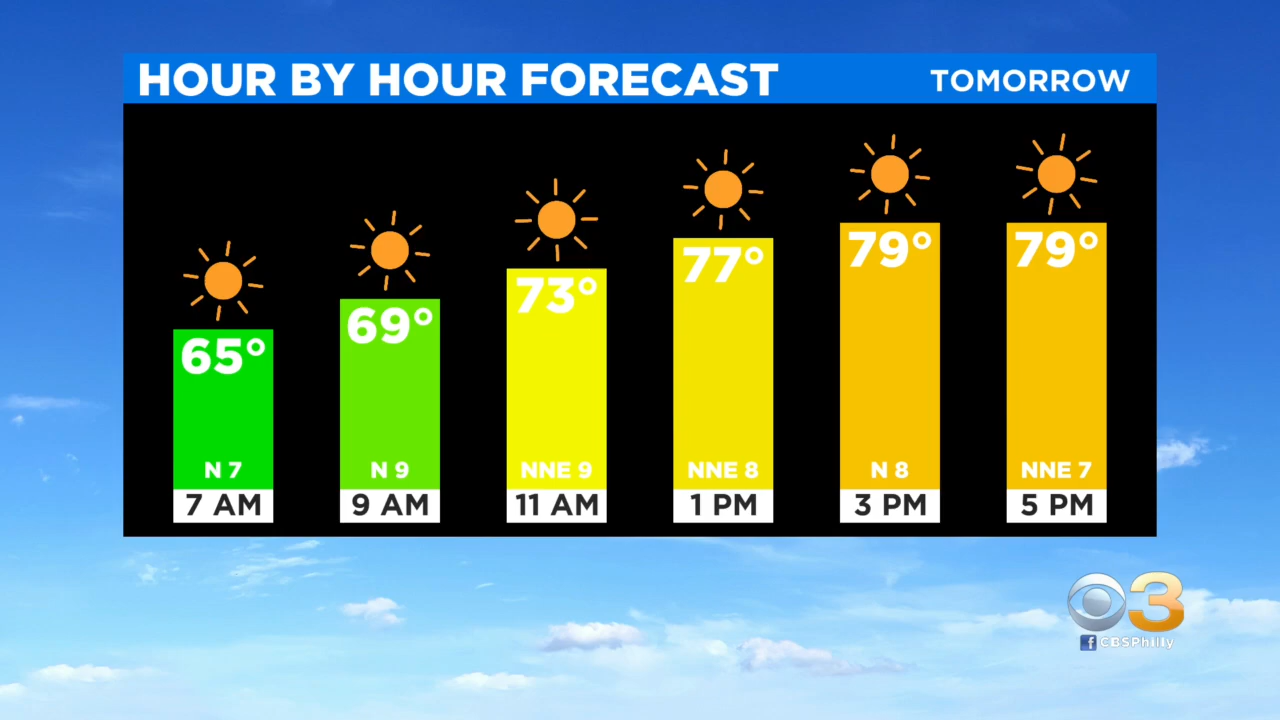 HOUR BY HOUR FORECAST TOMORROW
65° 69° 73° 77° 79° 79°
N 7 N 9 NNE 9 NNE 8 N 8 NNE 7
7 AM 9 AM 11 AM 1 PM 3 PM 5 PM
3
f CBSPhilly